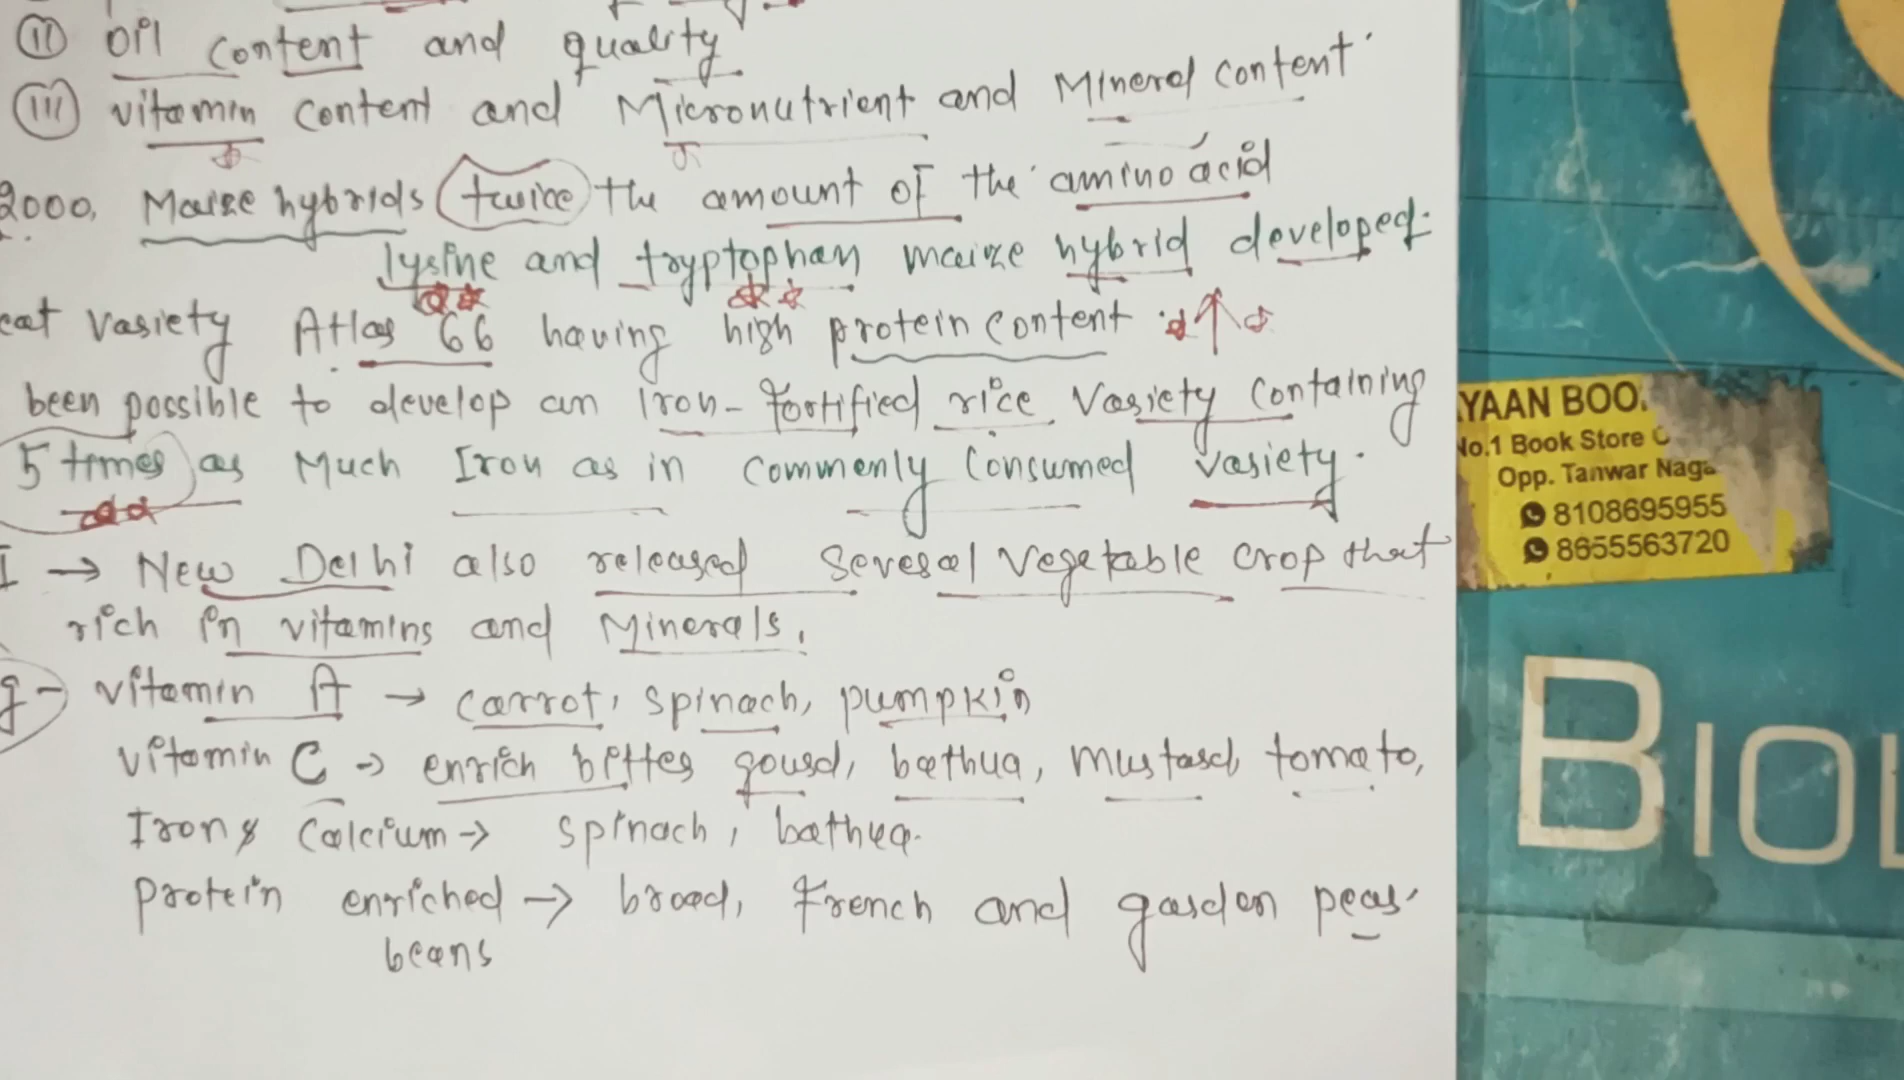 (ii) oil content and quality
(iii) vitamin content and Micronutrient and Mineral content
2000, Maize hybrids twice the amount of the amino acid
lysine and tryptophan maize hybrid developed.
eat variety Atlas 66 having high protein content
been possible to develop an Iron-fortified rice variety containing
5 times as Much Iron as in commenly consumed variety.
I → New Delhi also released several vegetable crop that
rich in vitamins and Minerals.
g- vitamin A → carrot, spinach, pumpkin
vitamin C → enrich bitter gourd, bathua, mustard tomato,
Iron & calcium → spinach, bathua.
protein enriched → broad, french and garden peas.
beans
YAAN BOO
No.1 Book Store
Opp. Tanwar Naga
8108695955
8655563720
BIOL